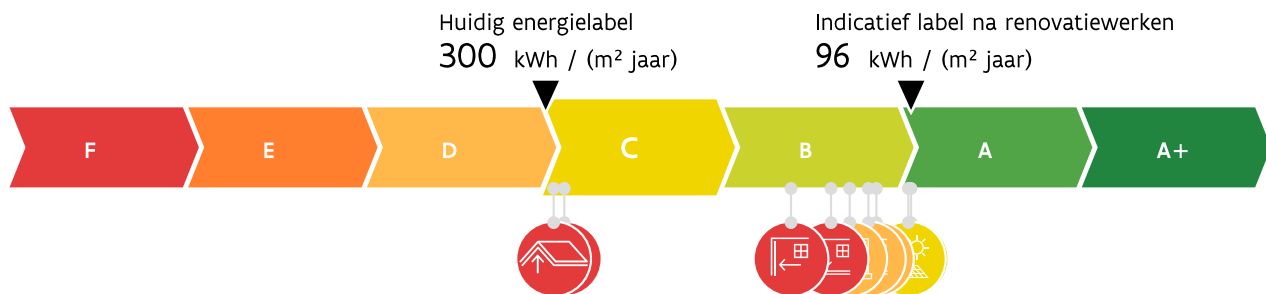 Huidig energielabel
300 kWh / (m² jaar)
Indicatief label na renovatiewerken
96 kWh / (m² jaar)
F E D C B A A+